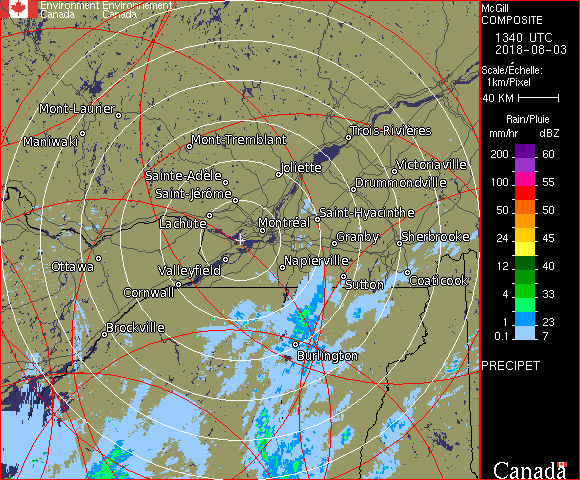 Environment Environnement
Canada Canada
McGill
COMPOSITE
1340 UTC
2018-08-03
Scale/Échelle:
1km/Pixel
40 KM
Rain/Pluie
mm/hr dBZ
200 60
100 55
50 50
24 45
12 40
4 33
1 23
0.1 7
PRECIPET
Canada
Mont-Laurier
Maniwaki
Mont-Tremblant
Trois-Rivières
Sainte-Adèle
Joliette
Victoriaville
Saint-Jérôme
Drummondville
Lachute
Montréal
Saint-Hyacinthe
Granby
Sherbrooke
Ottawa
Valleyfield
Napierville
Cornwall
Sutton
Coaticook
Brockville
Burlington